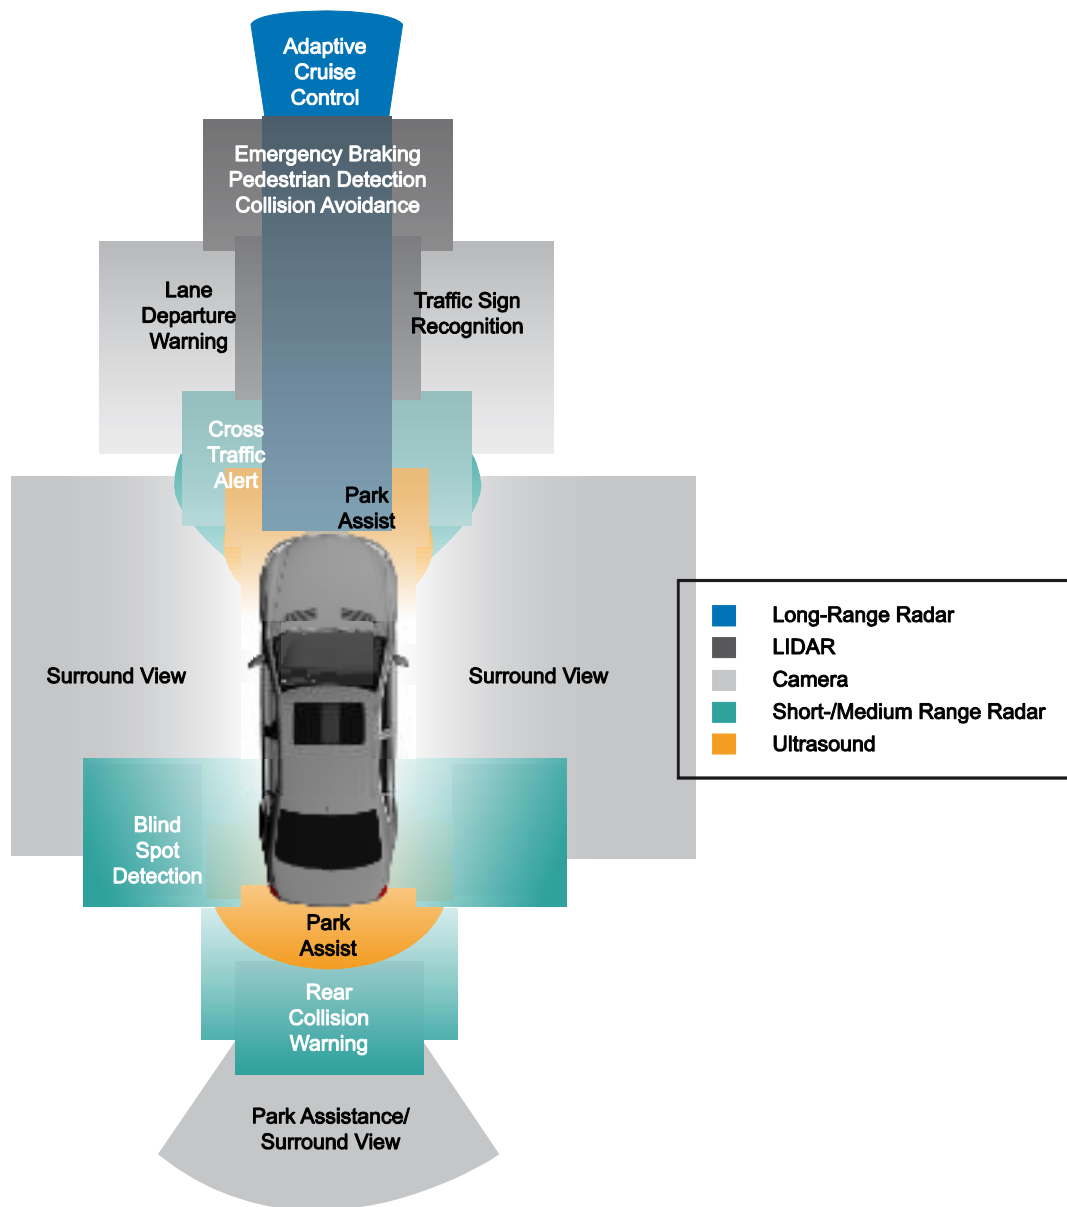 Adaptive
Cruise
Control
Emergency Braking
Pedestrian Detection
Collision Avoidance
Lane
Departure
Warning
Traffic Sign
Recognition
Cross
Traffic
Alert
Park
Assist
Surround View
Surround View
Long-Range Radar
LIDAR
Camera
Short-/Medium Range Radar
Ultrasound
Blind
Spot
Detection
Park
Assist
Rear
Collision
Warning
Park Assistance/
Surround View